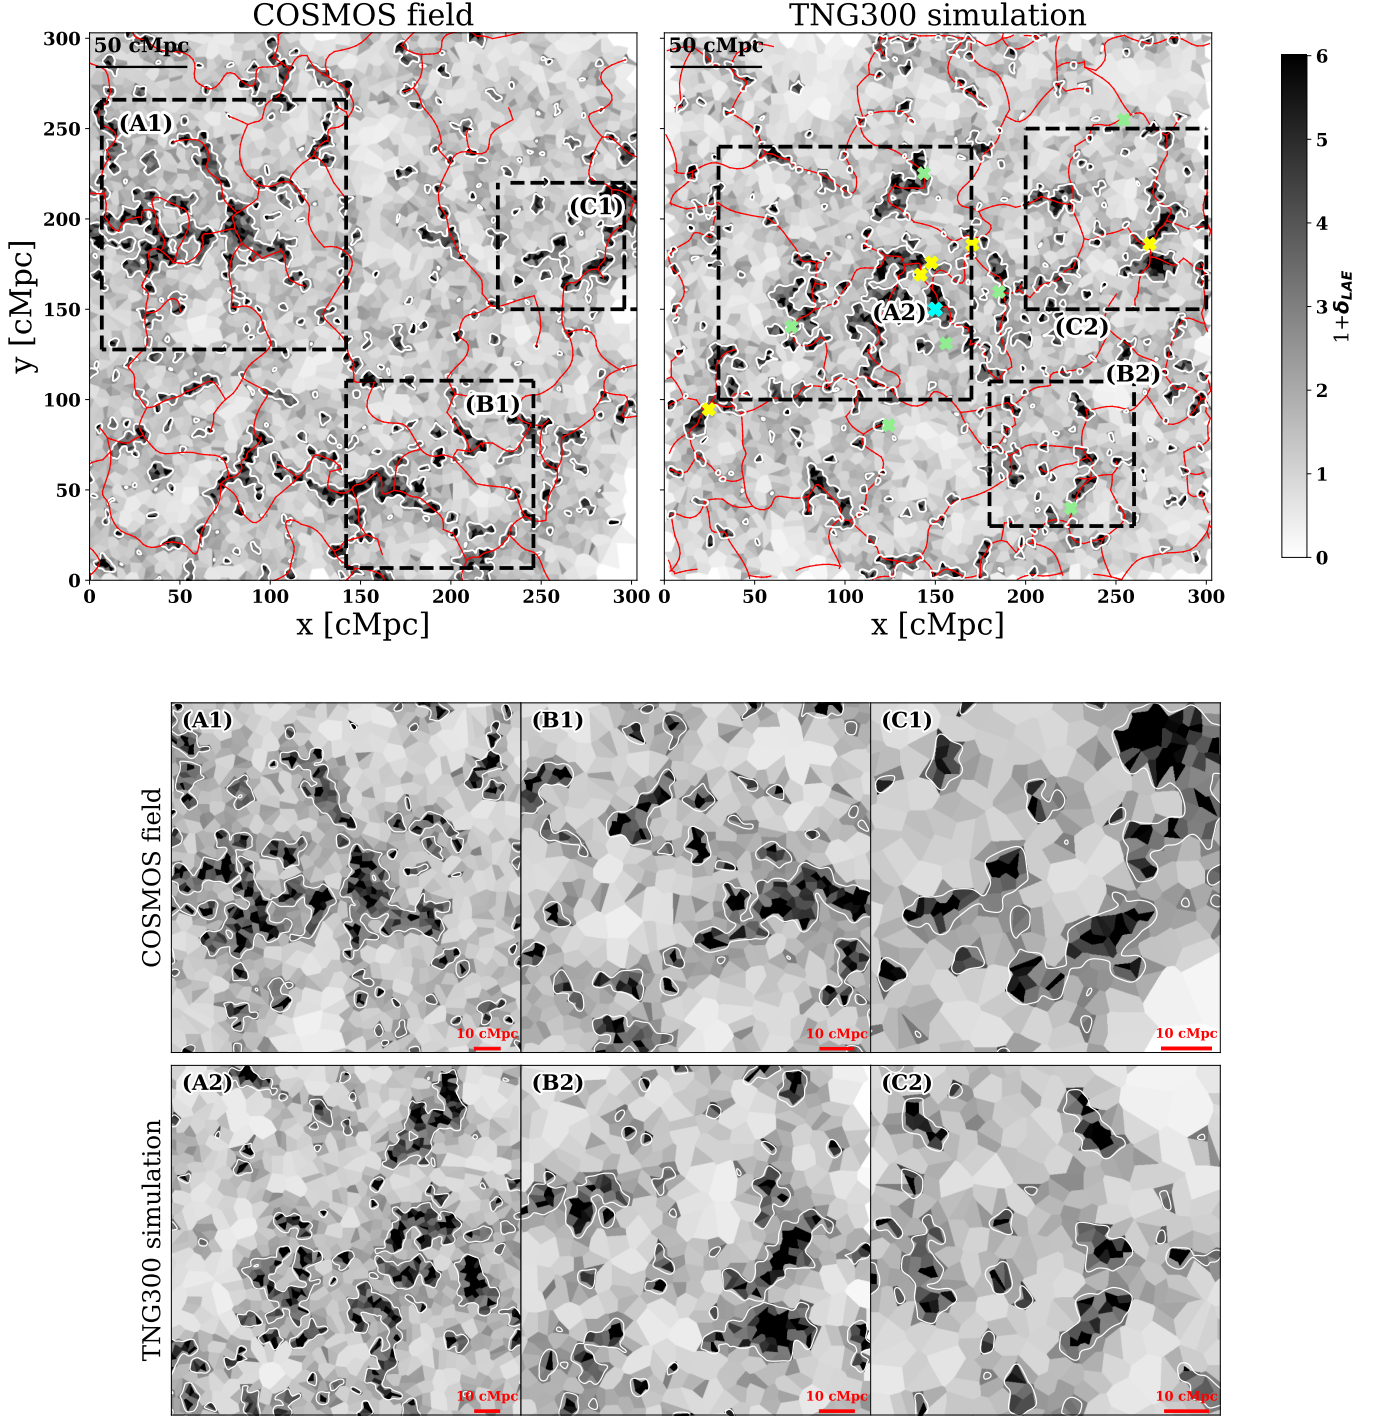 COSMOS field
TNG300 simulation
50 cMpc
50 cMpc
(A1)
(B1)
(C1)
(A2)
(B2)
(C2)
300
250
200
150
100
50
0
y [cMpc]
0 50 100 150 200 250 300
0 50 100 150 200 250 300
x [cMpc]
x [cMpc]
6
5
4
3
2
1
0
1+δLAE
COSMOS field
(A1)
(B1)
(C1)
10 cMpc
10 cMpc
10 cMpc
TNG300 simulation
(A2)
(B2)
(C2)
10 cMpc
10 cMpc
10 cMpc